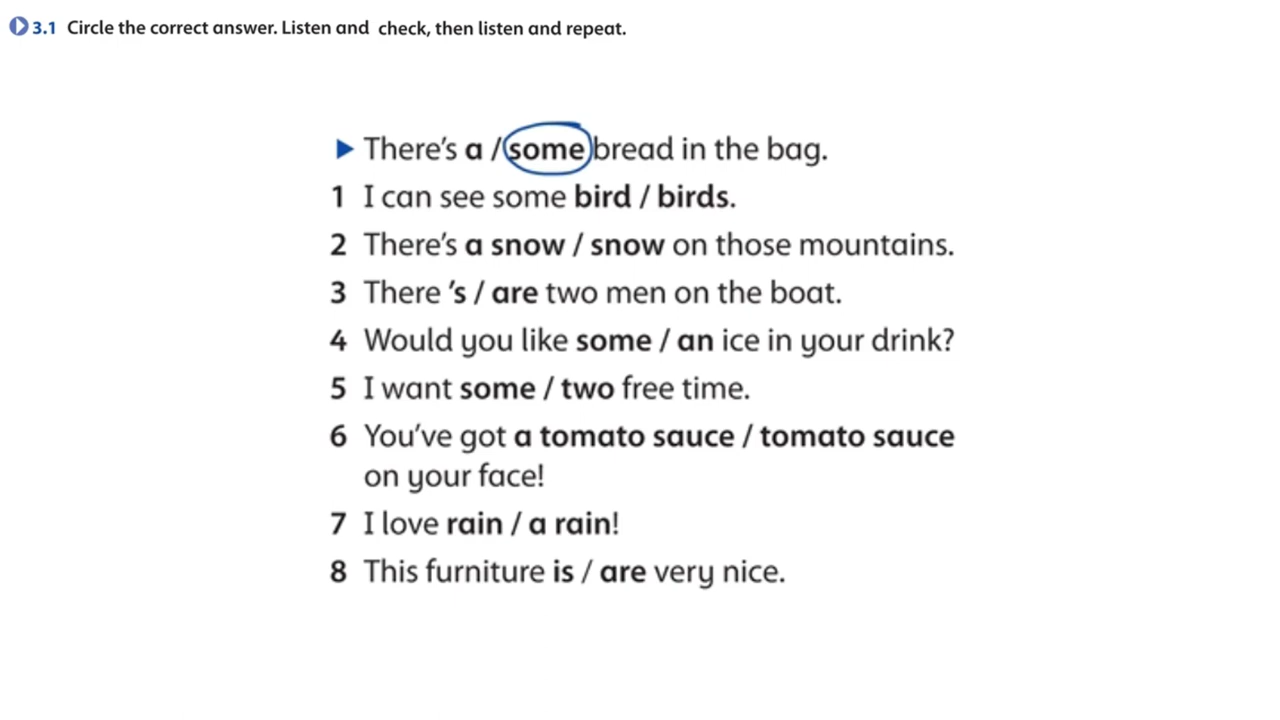 3.1 Circle the correct answer. Listen and check, then listen and repeat.
▶ There's a / some bread in the bag.
1 I can see some bird / birds.
2 There's a snow / snow on those mountains.
3 There 's / are two men on the boat.
4 Would you like some / an ice in your drink?
5 I want some / two free time.
6 You've got a tomato sauce / tomato sauce
on your face!
7 I love rain / a rain!
8 This furniture is / are very nice.